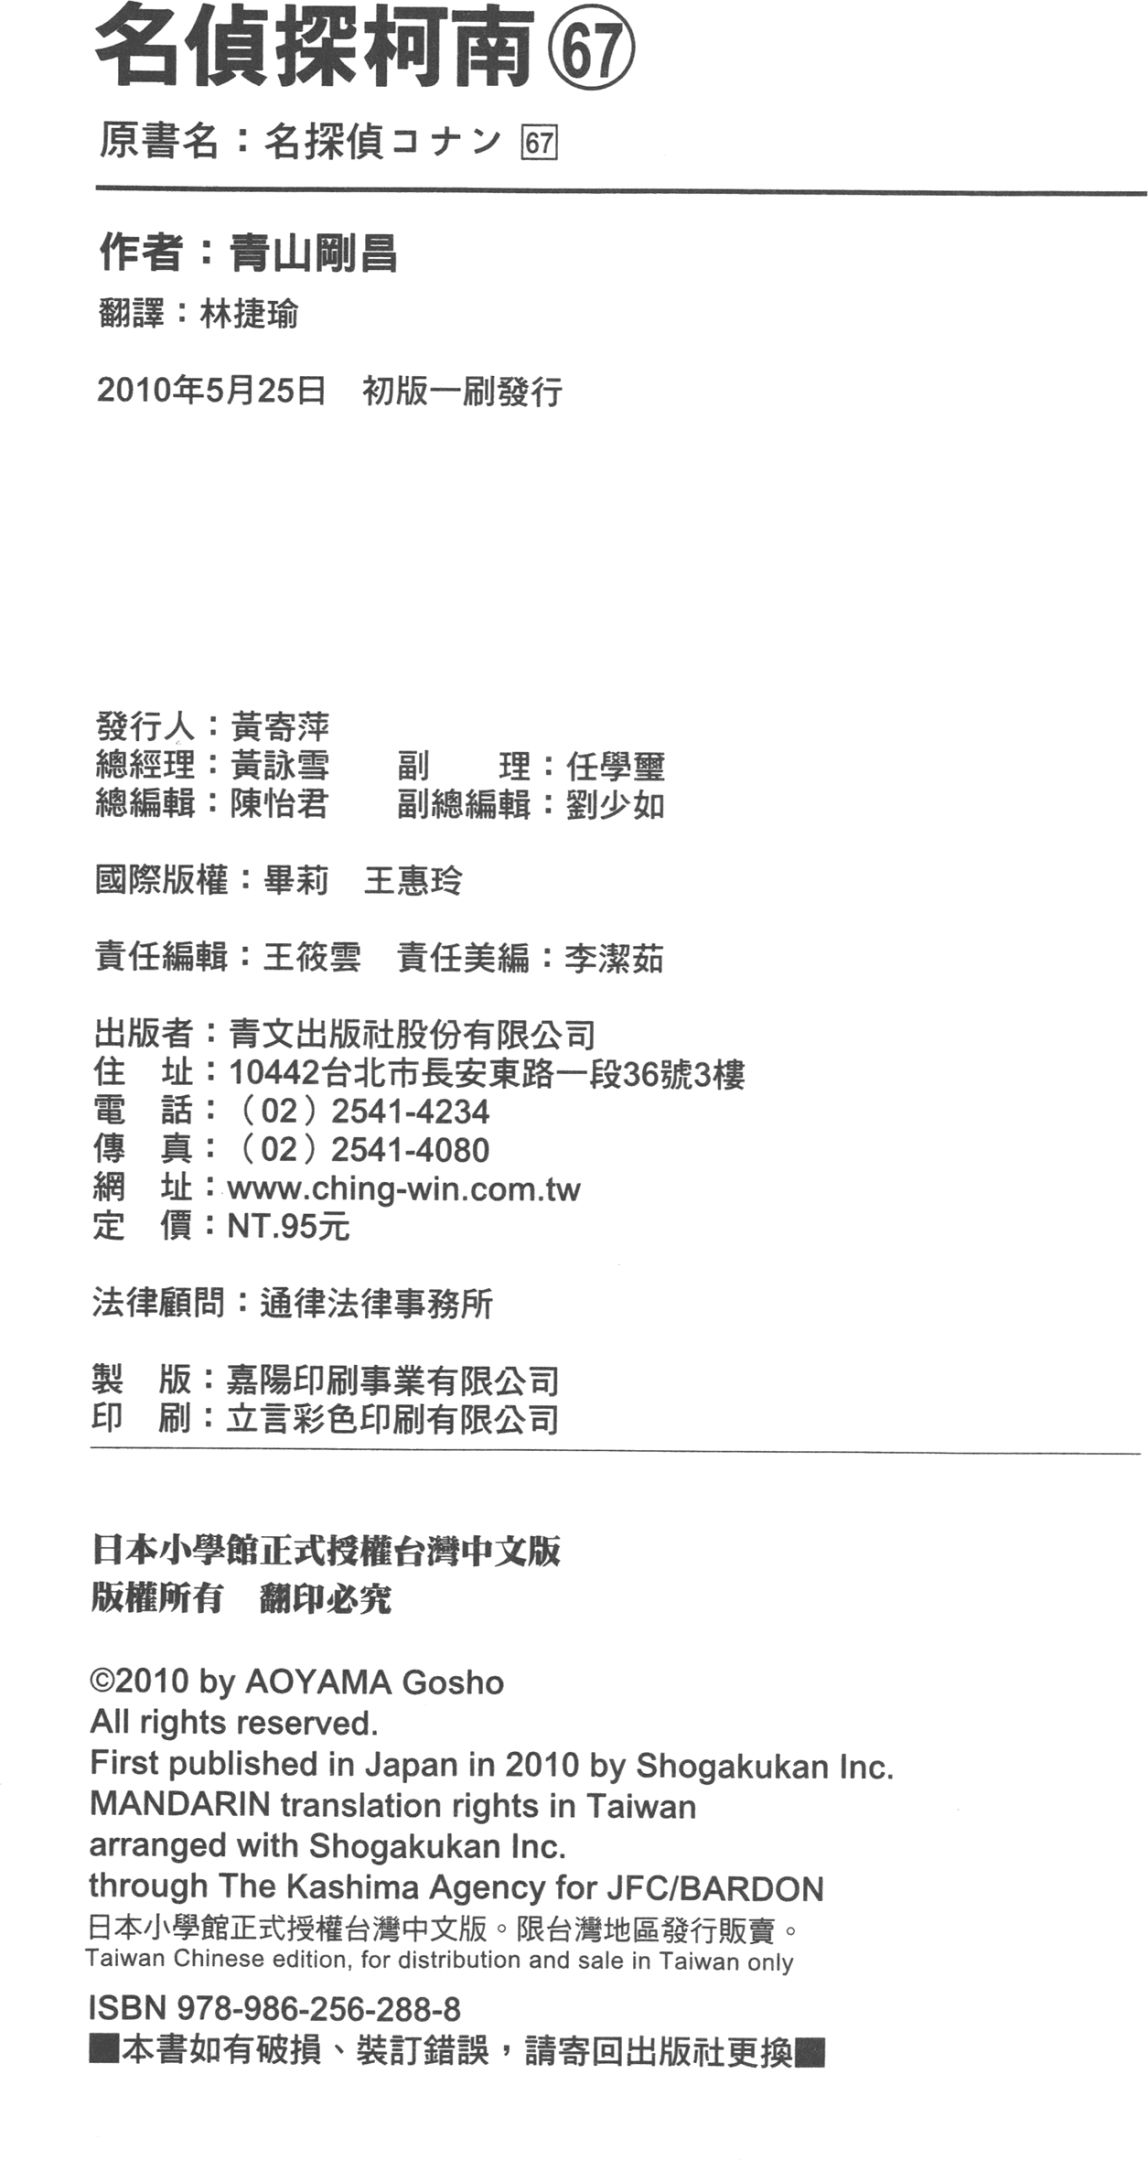 名偵探柯南67
原書名：名探偵コナン 67
作者：青山剛昌
翻譯：林捷瑜
2010年5月25日　初版一刷發行
發行人：黃寄萍
總經理：黃詠雪　　副　　理：任學璽
總編輯：陳怡君　　副總編輯：劉少如
國際版權：畢莉　王惠玲
責任編輯：王筱雲　責任美編：李潔茹
出版者：青文出版社股份有限公司
住　址：10442台北市長安東路一段36號3樓
電　話：（02）2541-4234
傳　真：（02）2541-4080
網　址：www.ching-win.com.tw
定　價：NT.95元
法律顧問：通律法律事務所
製　版：嘉陽印刷事業有限公司
印　刷：立言彩色印刷有限公司
日本小學館正式授權台灣中文版
版權所有　翻印必究
©2010 by AOYAMA Gosho
All rights reserved.
First published in Japan in 2010 by Shogakukan Inc.
MANDARIN translation rights in Taiwan
arranged with Shogakukan Inc.
through The Kashima Agency for JFC/BARDON
日本小學館正式授權台灣中文版。限台灣地區發行販賣。
Taiwan Chinese edition, for distribution and sale in Taiwan only
ISBN 978-986-256-288-8
■本書如有破損、裝訂錯誤，請寄回出版社更換■